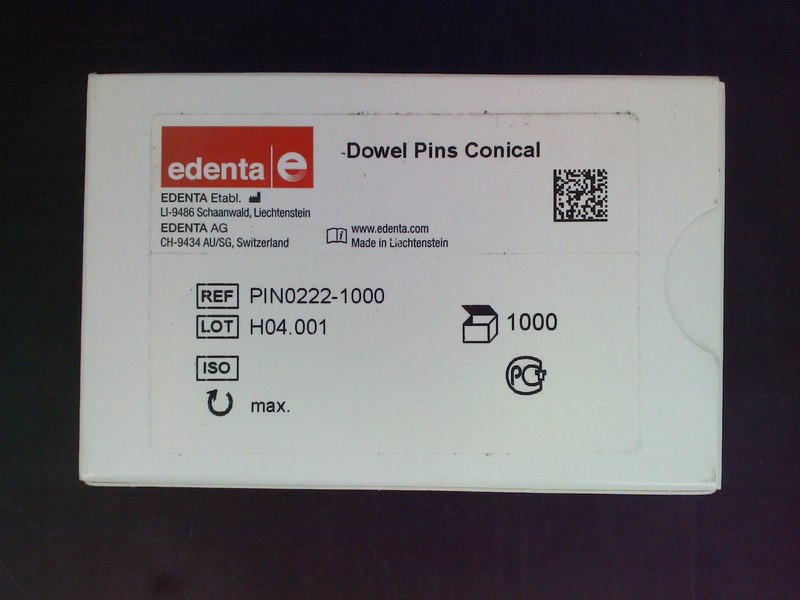 edenta e
Dowel Pins Conical
EDENTA Etabl.
LI-9486 Schaanwald, Liechtenstein
EDENTA AG
CH-9434 AU/SG, Switzerland
i www.edenta.com
Made in Liechtenstein
REF PIN0222-1000
LOT H04.001
1000
ISO
РСТ
max.